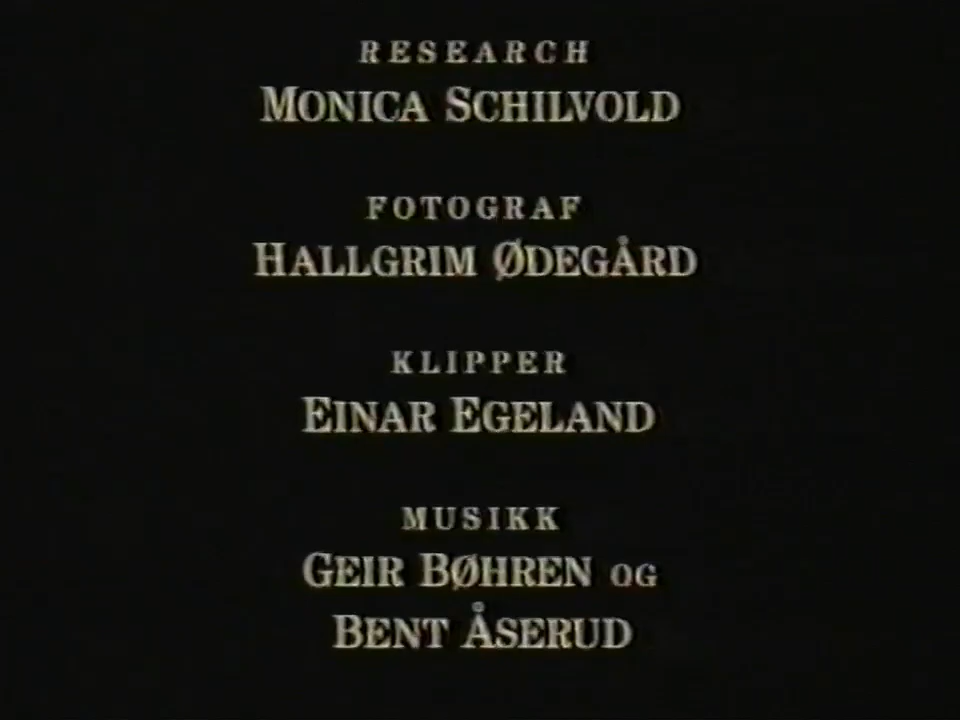 RESEARCH
MONICA SCHILVOLD
FOTOGRAF
HALLGRIM ØDEGÅRD
KLIPPER
EINAR EGELAND
MUSIKK
GEIR BØHREN OG
BENT ÅSERUD